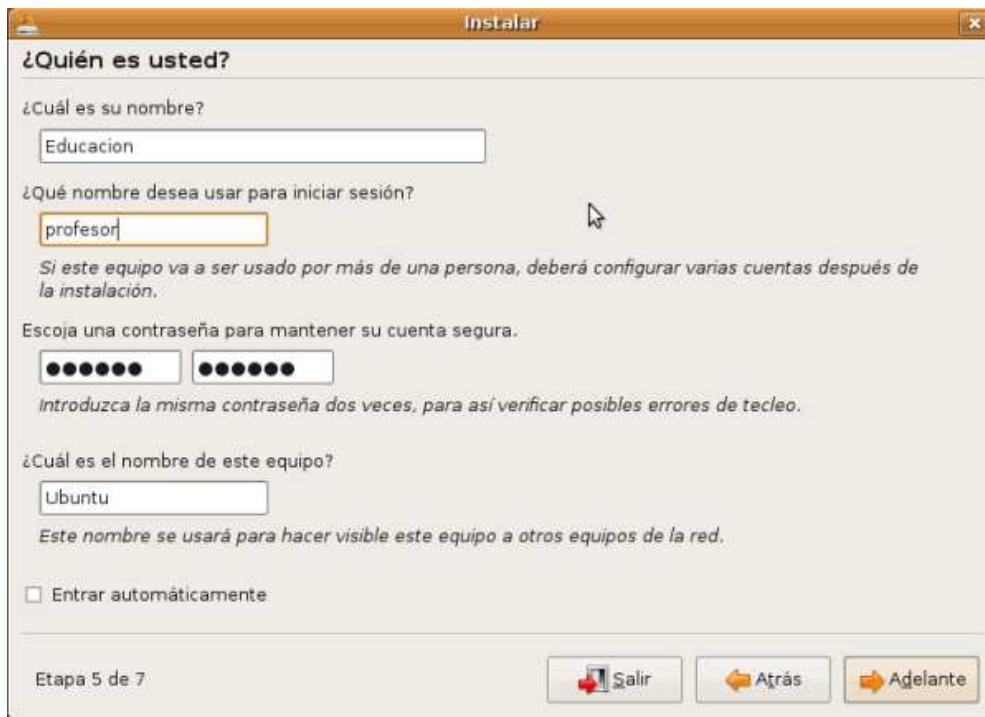 Instalar
¿Quién es usted?
¿Cuál es su nombre?
Educacion
¿Qué nombre desea usar para iniciar sesión?
profesor
Si este equipo va a ser usado por más de una persona, deberá configurar varias cuentas después de
la instalación.
Escoja una contraseña para mantener su cuenta segura.
●●●●●● ●●●●●●
Introduzca la misma contraseña dos veces, para así verificar posibles errores de tecleo.
¿Cuál es el nombre de este equipo?
Ubuntu
Este nombre se usará para hacer visible este equipo a otros equipos de la red.
Entrar automáticamente
Etapa 5 de 7 Salir Atrás Adelante